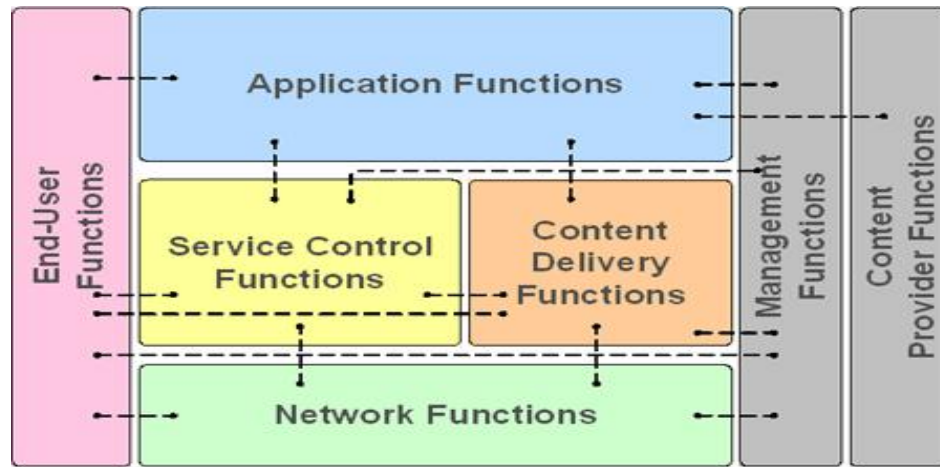 End-User
Functions
Application Functions
Service Control
Functions
Content
Delivery
Functions
Network Functions
Management
Functions
Content
Provider Functions